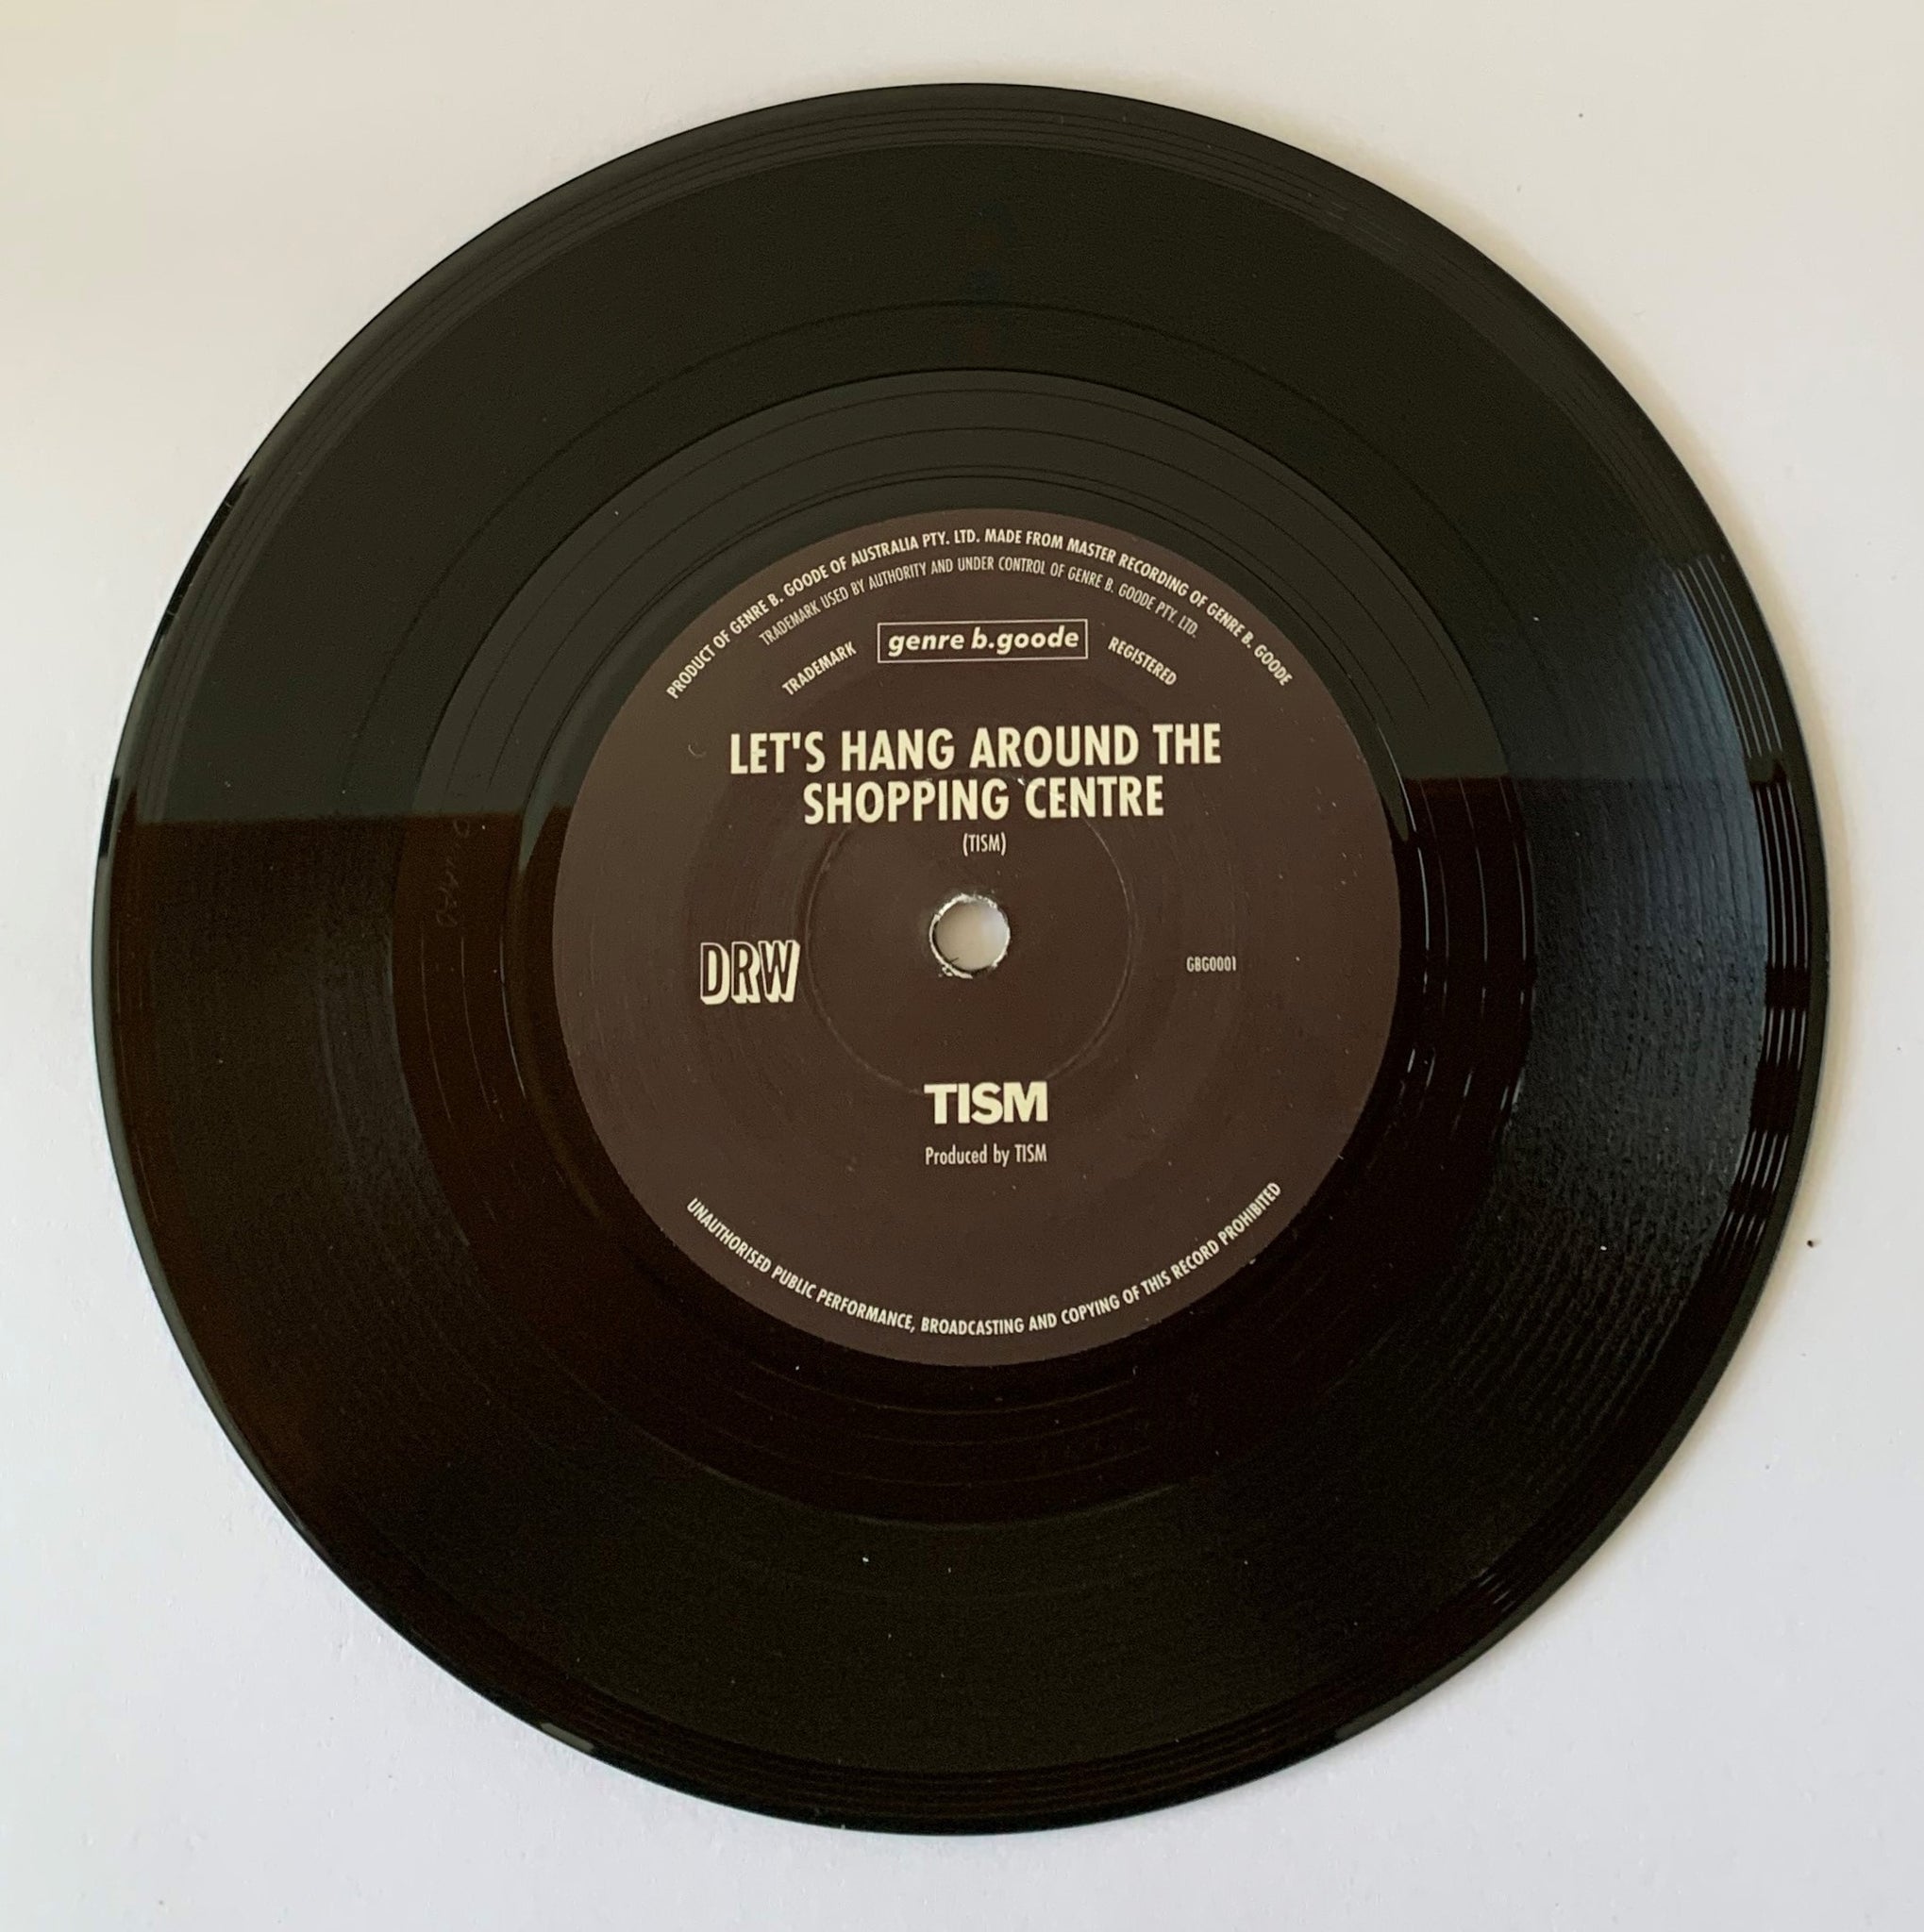 PRODUCT OF GENRE B. GOODE OF AUSTRALIA PTY. LTD. MADE FROM MASTER RECORDING OF GENRE B. GOODE
TRADEMARK USED BY AUTHORITY AND UNDER CONTROL OF GENRE B. GOODE PTY. LTD.
TRADEMARK genre b.goode REGISTERED
LET'S HANG AROUND THE
SHOPPING CENTRE
(TISM)
DRW GBG0001
TISM
Produced by TISM
UNAUTHORISED PUBLIC PERFORMANCE, BROADCASTING AND COPYING OF THIS RECORD PROHIBITED